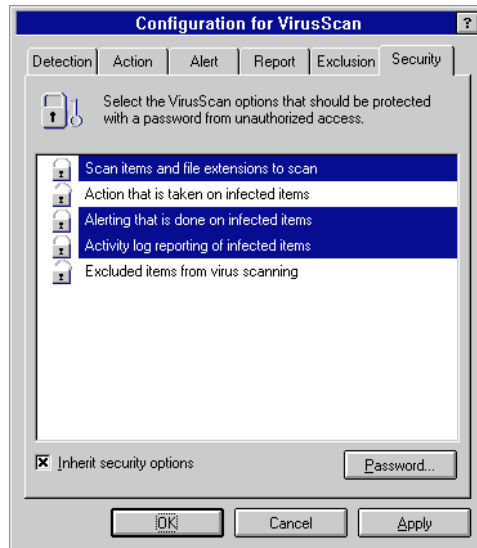 Configuration for VirusScan
?
Detection Action Alert Report Exclusion Security
Select the VirusScan options that should be protected
with a password from unauthorized access.
Scan items and file extensions to scan
Action that is taken on infected items
Alerting that is done on infected items
Activity log reporting of infected items
Excluded items from virus scanning
Inherit security options
Password...
OK Cancel Apply